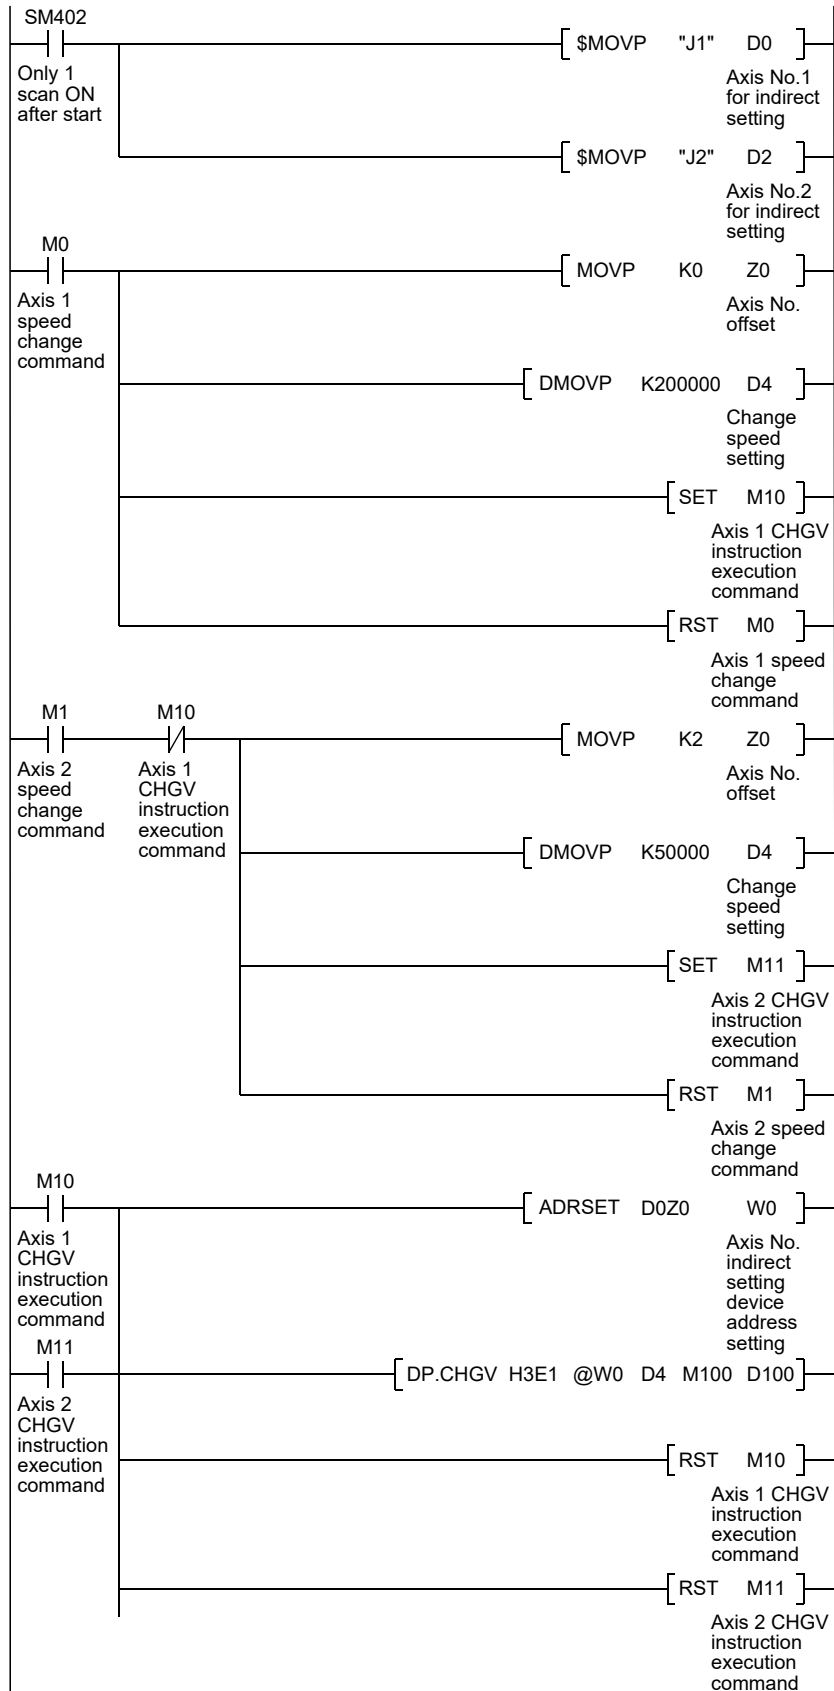 SM402
$MOVP "J1" D0
Only 1
scan ON
after start
Axis No.1
for indirect
setting
$MOVP "J2" D2
Axis No.2
for indirect
setting
M0
MOVP K0 Z0
Axis 1
speed
change
command
Axis No.
offset
DMOVP K200000 D4
Change
speed
setting
SET M10
Axis 1 CHGV
instruction
execution
command
RST M0
Axis 1 speed
change
command
M1 M10
MOVP K2 Z0
Axis 2
speed
change
command
Axis 1
CHGV
instruction
execution
command
Axis No.
offset
DMOVP K50000 D4
Change
speed
setting
SET M11
Axis 2 CHGV
instruction
execution
command
RST M1
Axis 2 speed
change
command
M10
ADRSET D0Z0 W0
Axis 1
CHGV
instruction
execution
command
Axis No.
indirect
setting
device
address
setting
M11
DP.CHGV H3E1 @W0 D4 M100 D100
Axis 2
CHGV
instruction
execution
command
RST M10
Axis 1 CHGV
instruction
execution
command
RST M11
Axis 2 CHGV
instruction
execution
command